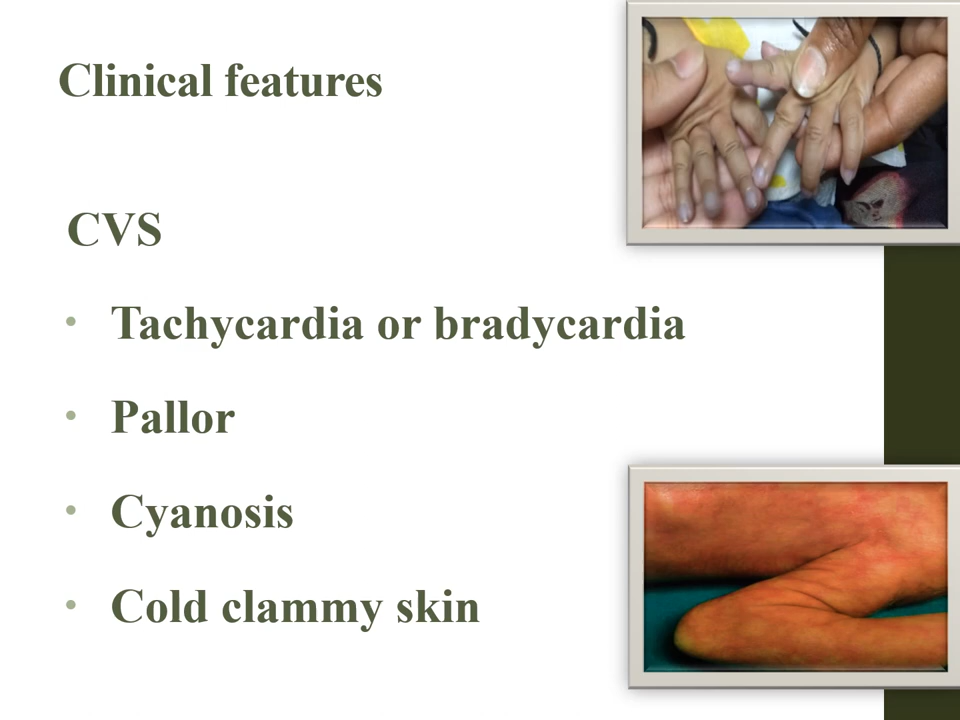 Clinical features
CVS
• Tachycardia or bradycardia
• Pallor
• Cyanosis
• Cold clammy skin